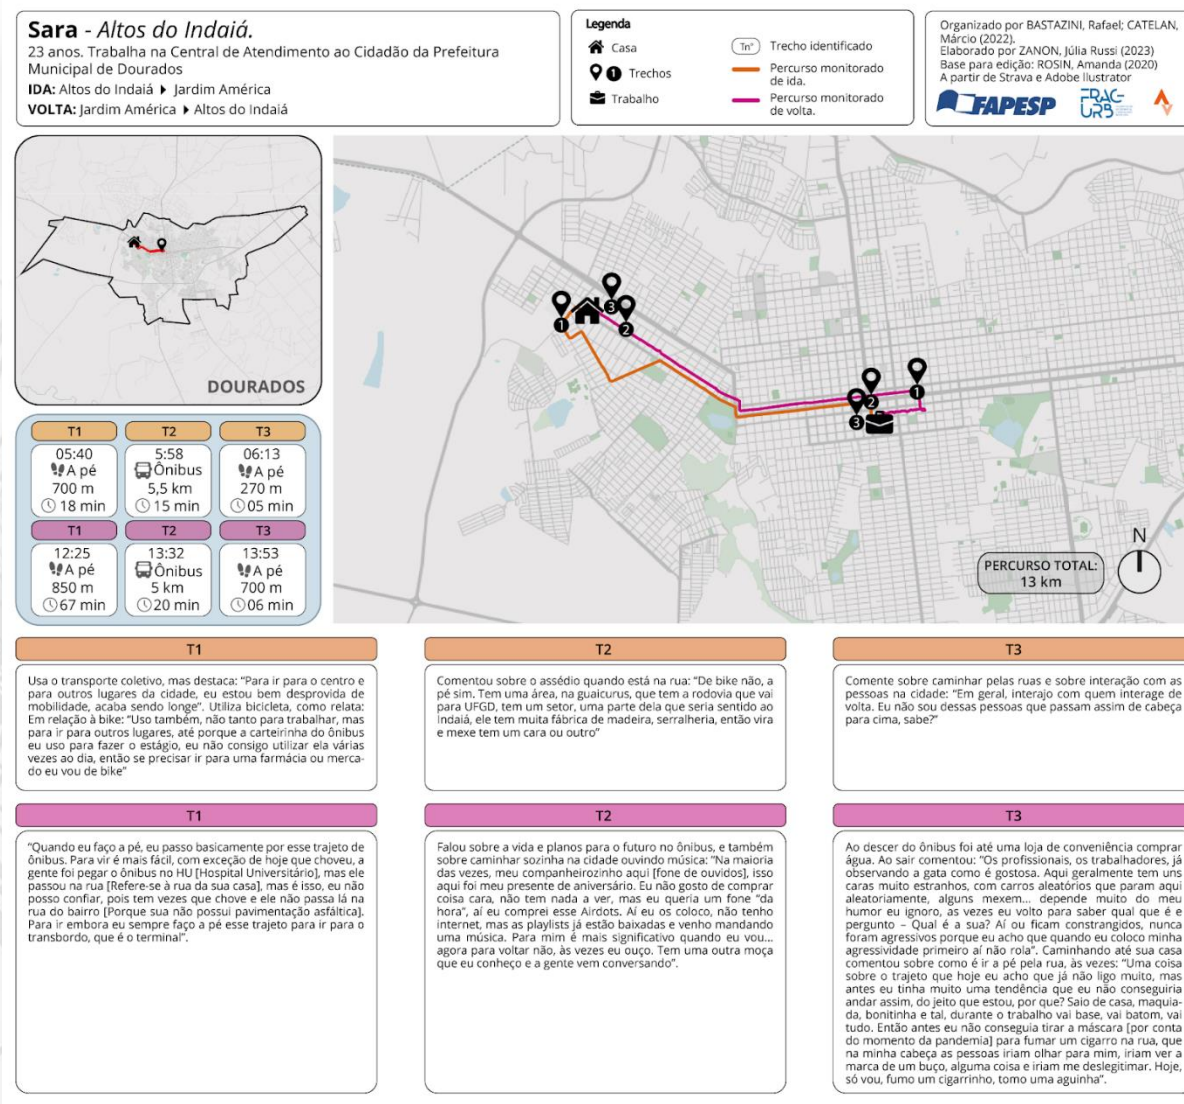 Sara - Altos do Indaiá.
23 anos. Trabalha na Central de Atendimento ao Cidadão da Prefeitura
Municipal de Dourados
IDA: Altos do Indaiá ▶ Jardim América
VOLTA: Jardim América ▶ Altos do Indaiá
Legenda
Casa
1 Trechos
Trabalho
Tn° Trecho identificado
Percurso monitorado
de ida.
Percurso monitorado
de volta.
Organizado por BASTAZINI, Rafael; CATELAN,
Márcio (2022).
Elaborado por ZANON, Júlia Russi (2023)
Base para edição: ROSIN, Amanda (2020)
A partir de Strava e Adobe Ilustrator
FAPESP
FRAG-
URB
DOURADOS
1
3
2
1
2
3
N
PERCURSO TOTAL:
13 km
T1 T2 T3
05:40 5:58 06:13
A pé Ônibus A pé
700 m 5,5 km 270 m
18 min 15 min 05 min
T1 T2 T3
12:25 13:32 13:53
A pé Ônibus A pé
850 m 5 km 700 m
67 min 20 min 06 min
T1
Usa o transporte coletivo, mas destaca: “Para ir para o centro e
para outros lugares da cidade, eu estou bem desprovida de
mobilidade, acaba sendo longe”. Utiliza bicicleta, como relata:
Em relação à bike: “Uso também, não tanto para trabalhar, mas
para ir para outros lugares, até porque a carteirinha do ônibus
eu uso para fazer o estágio, eu não consigo utilizar ela várias
vezes ao dia, então se precisar ir para uma farmácia ou merca-
do eu vou de bike”
T2
Comentou sobre o assédio quando está na rua: “De bike não, a
pé sim. Tem uma área, na guaicurus, que tem a rodovia que vai
para UFGD, tem um setor, uma parte dela que seria sentido ao
Indaiá, ele tem muita fábrica de madeira, serralheria, então vira
e mexe tem um cara ou outro”
T3
Comente sobre caminhar pelas ruas e sobre interação com as
pessoas na cidade: “Em geral, interajo com quem interage de
volta. Eu não sou dessas pessoas que passam assim de cabeça
para cima, sabe?”
T1
“Quando eu faço a pé, eu passo basicamente por esse trajeto de
ônibus. Para vir é mais fácil, com exceção de hoje que choveu, a
gente foi pegar o ônibus no HU [Hospital Universitário], mas ele
passou na rua [Refere-se à rua da sua casa], mas é isso, eu não
posso confiar, pois tem vezes que chove e ele não passa lá na
rua do bairro [Porque sua não possui pavimentação asfáltica].
Para ir embora eu sempre faço a pé esse trajeto para ir para o
transbordo, que é o terminal”.
T2
Falou sobre a vida e planos para o futuro no ônibus, e também
sobre caminhar sozinha na cidade ouvindo música: “Na maioria
das vezes, meu companheirozinho aqui [fone de ouvidos], isso
aqui foi meu presente de aniversário. Eu não gosto de comprar
coisa cara, não tem nada a ver, mas eu queria um fone “da
hora”, aí eu comprei esse Airdots. Aí eu os coloco, não tenho
internet, mas as playlists já estão baixadas e venho mandando
uma música. Para mim é mais significativo quando eu vou...
agora para voltar não, às vezes eu ouço. Tem uma outra moça
que eu conheço e a gente vem conversando”.
T3
Ao descer do ônibus foi até uma loja de conveniência comprar
água. Ao sair comentou: “Os profissionais, os trabalhadores, já
observando a gata como é gostosa. Aqui geralmente tem uns
caras muito estranhos, com carros aleatórios que param aqui
aleatoriamente, alguns mexem... depende muito do meu
humor eu ignoro, as vezes eu volto para saber qual que é e
pergunto – Qual é a sua? Aí ou ficam constrangidos, nunca
foram agressivos porque eu acho que quando eu coloco minha
agressividade primeiro aí não rola”. Caminhando até sua casa
comentou sobre como é ir a pé pela rua, às vezes: “Uma coisa
sobre o trajeto que hoje eu acho que já não ligo muito, mas
antes eu tinha muito uma tendência que eu não conseguiria
andar assim, do jeito que estou, por que? Saio de casa, maquia-
da, bonitinha e tal, durante o trabalho vai base, vai batom, vai
tudo. Então antes eu não conseguia tirar a máscara [por conta
do momento da pandemia] para fumar um cigarro na rua, que
na minha cabeça as pessoas iriam olhar para mim, iriam ver a
marca de um buço, alguma coisa e iriam me deslegitimar. Hoje,
só vou, fumo um cigarrinho, tomo uma aguinha”.